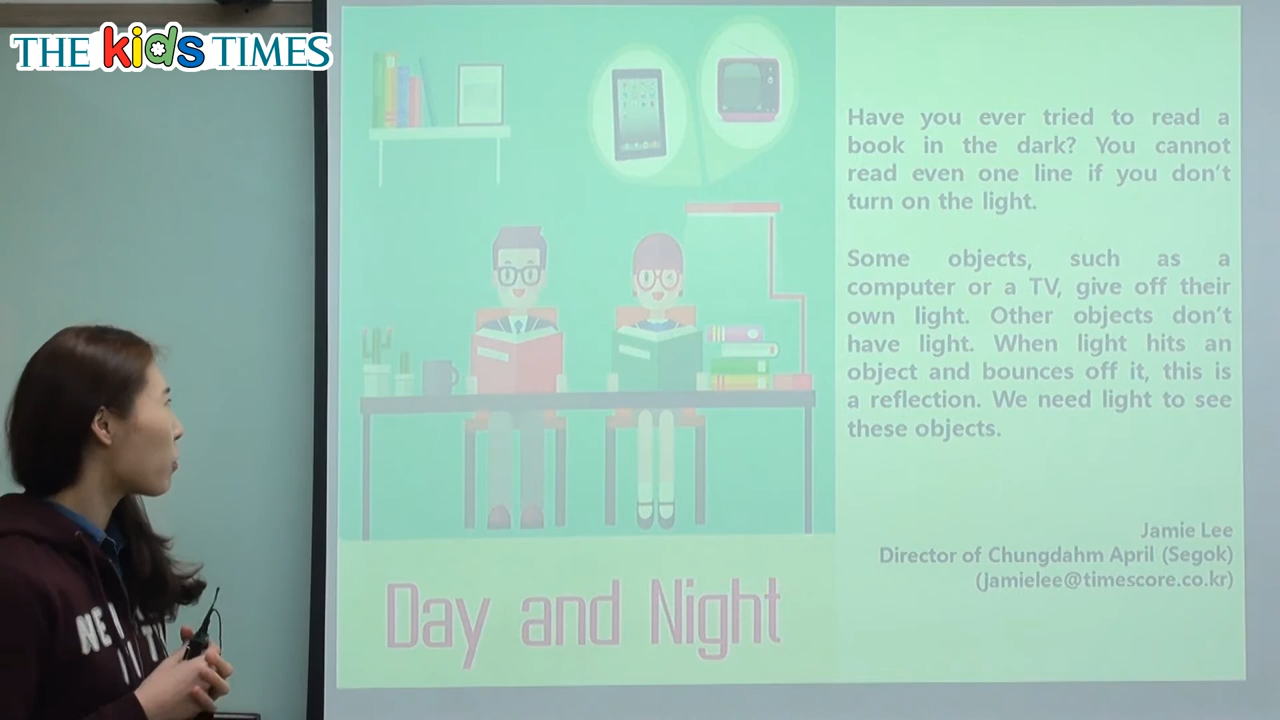 THE kids TIMES
Have you ever tried to read a
book in the dark? You cannot
read even one line if you don't
turn on the light.
Some objects, such as a
computer or a TV, give off their
own light. Other objects don't
have light. When light hits an
object and bounces off it, this is
a reflection. We need light to see
these objects.
Jamie Lee
Director of Chungdahm April (Segok)
(Jamielee@timescore.co.kr)
Day and Night